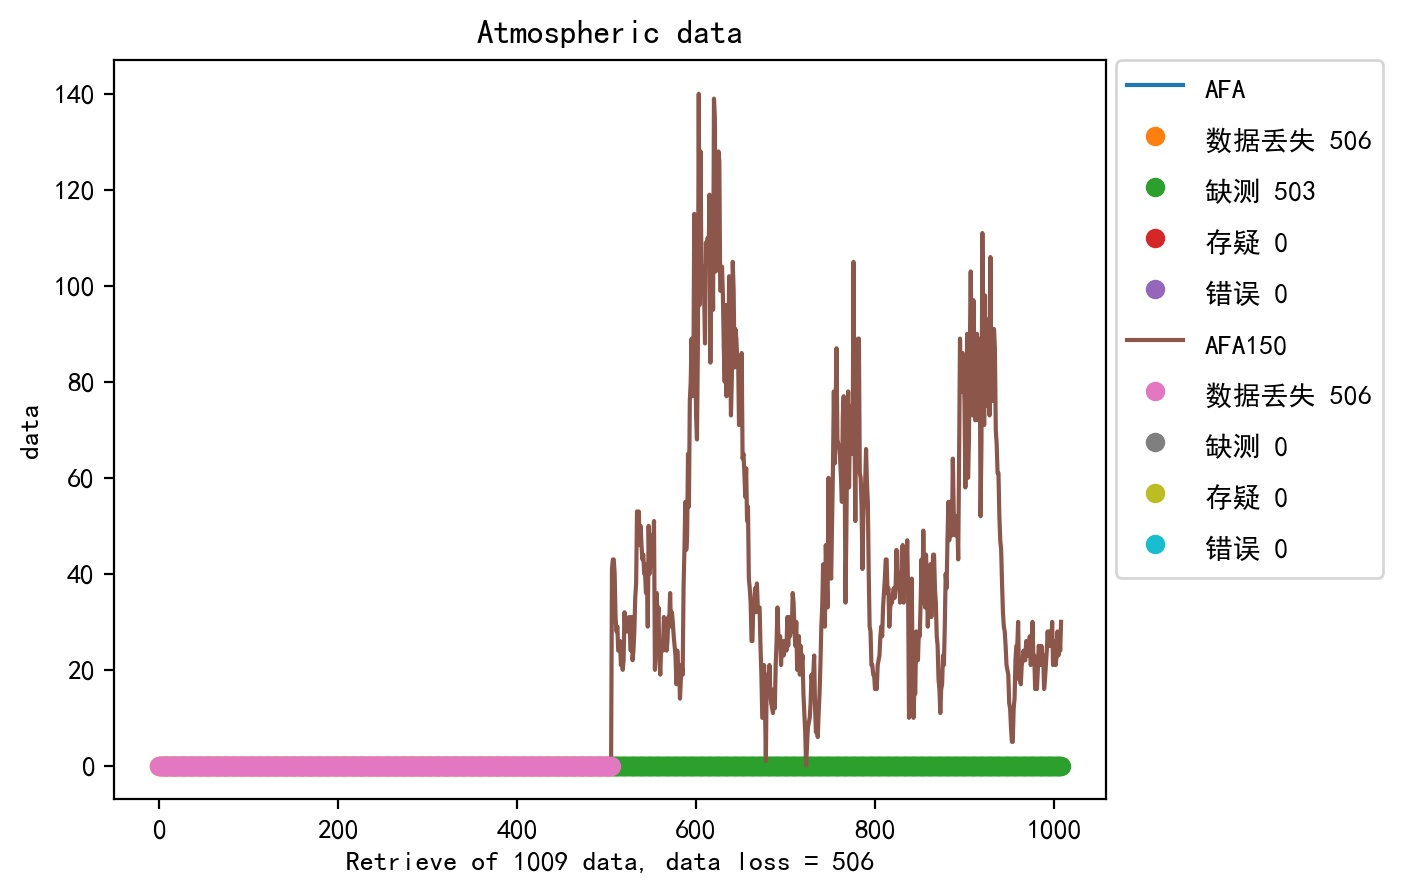 Atmospheric data
140
120
100
80
60
40
20
0
data
0 200 400 600 800 1000
Retrieve of 1009 data, data loss = 506
AFA
数据丢失 506
缺测 503
存疑 0
错误 0
AFA150
数据丢失 506
缺测 0
存疑 0
错误 0